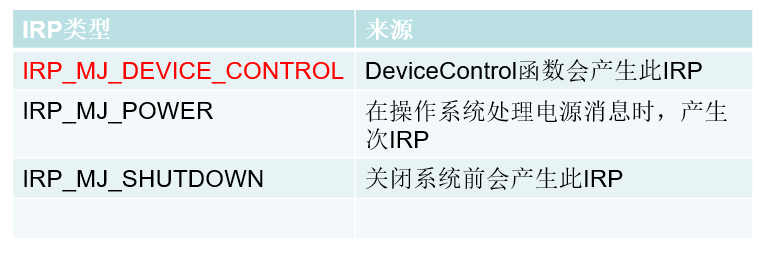 IRP类型 来源
IRP_MJ_DEVICE_CONTROL DeviceControl函数会产生此IRP
IRP_MJ_POWER 在操作系统处理电源消息时，产生
次IRP
IRP_MJ_SHUTDOWN 关闭系统前会产生此IRP